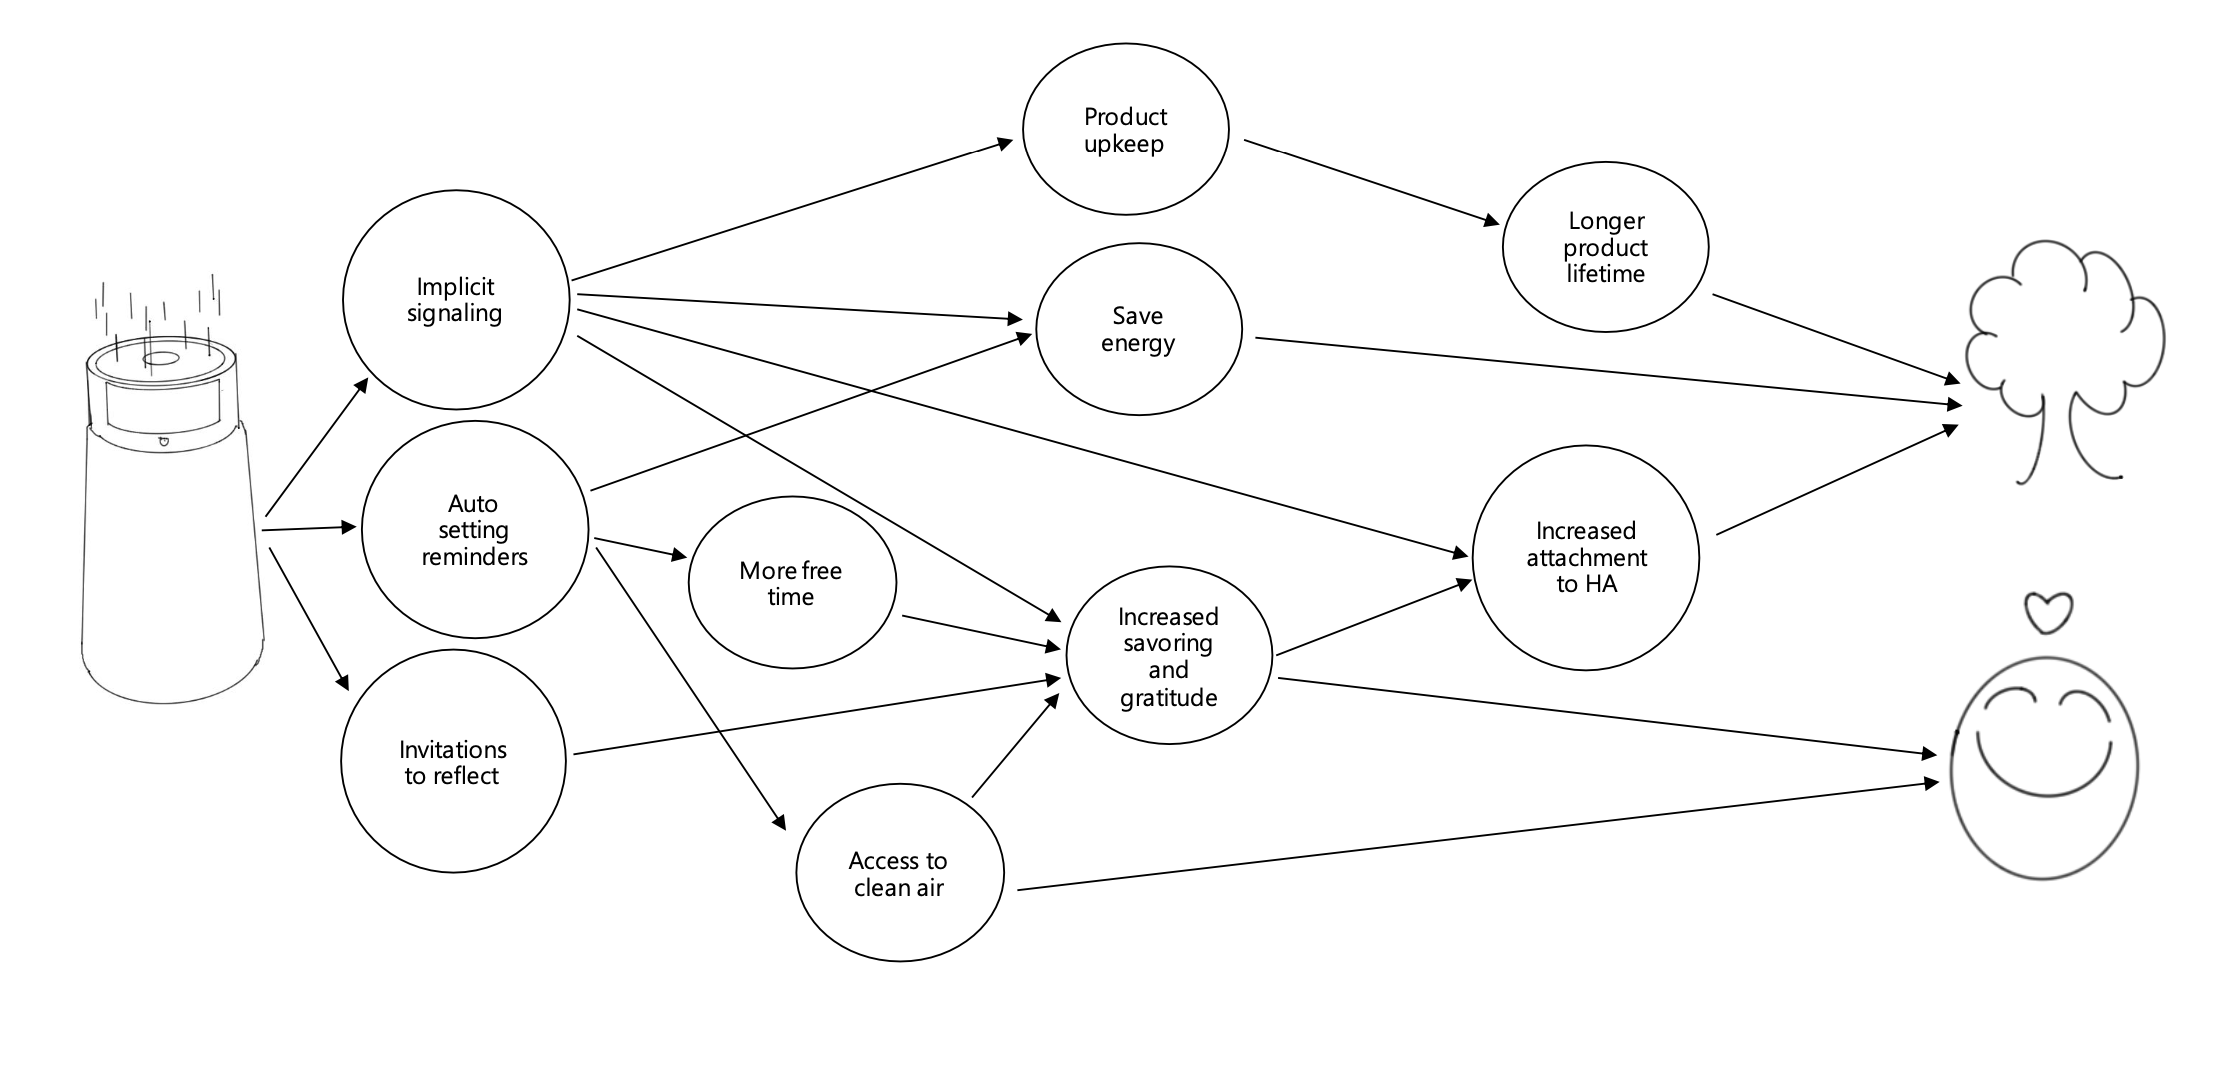 Product
upkeep
Longer
product
lifetime
Implicit
signaling
Save
energy
Auto
setting
reminders
More free
time
Increased
attachment
to HA
Increased
savoring
and
gratitude
Invitations
to reflect
Access to
clean air